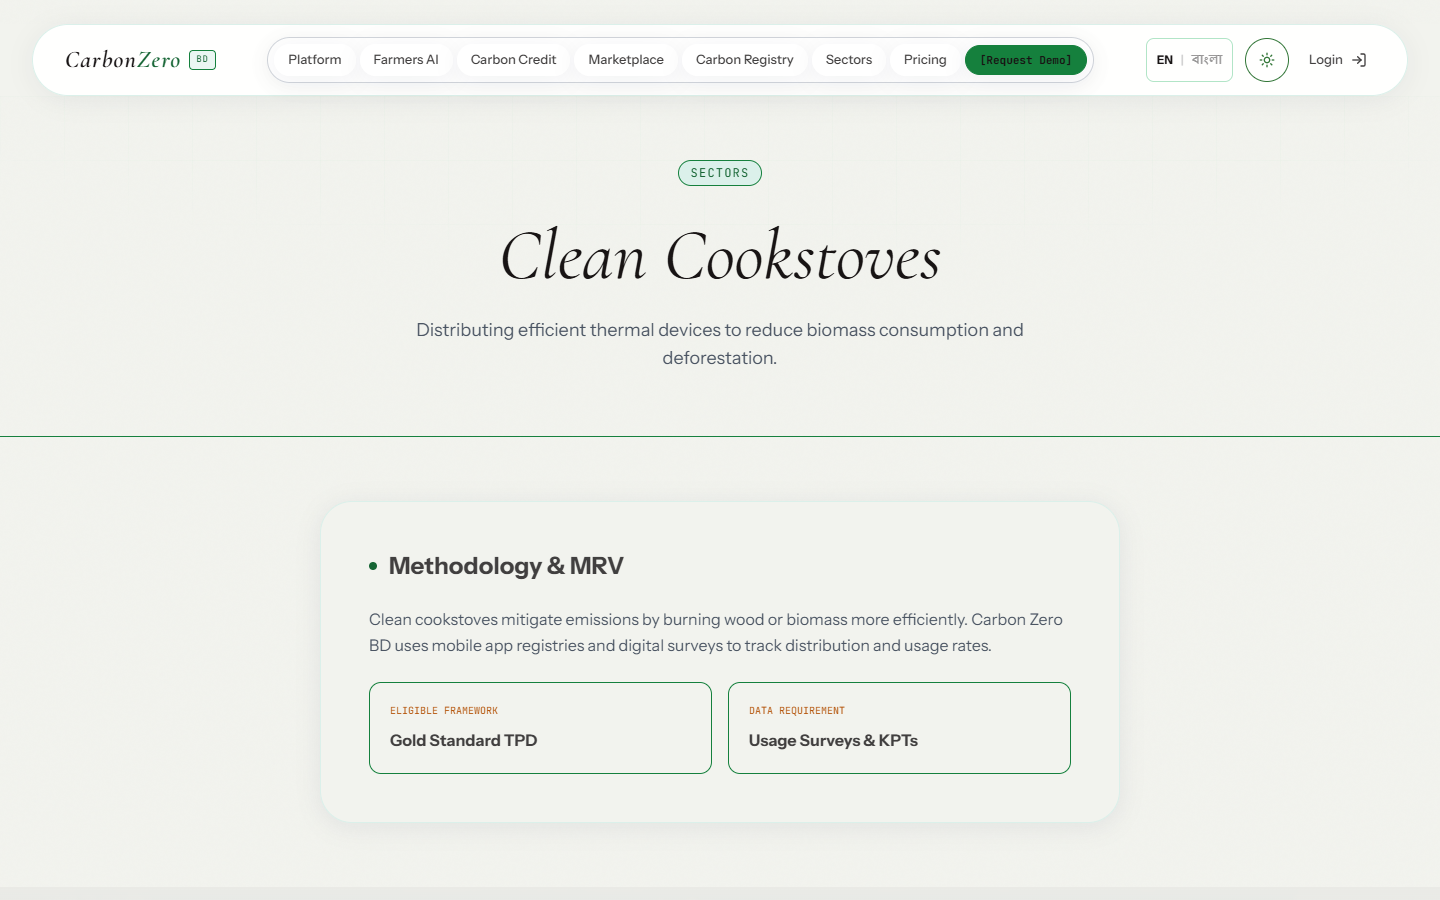 CarbonZero BD
Platform
Farmers AI
Carbon Credit
Marketplace
Carbon Registry
Sectors
Pricing
[Request Demo]
EN | বাংলা
Login
SECTORS
Clean Cookstoves
Distributing efficient thermal devices to reduce biomass consumption and
deforestation.
Methodology & MRV
Clean cookstoves mitigate emissions by burning wood or biomass more efficiently. Carbon Zero
BD uses mobile app registries and digital surveys to track distribution and usage rates.
ELIGIBLE FRAMEWORK
Gold Standard TPD
DATA REQUIREMENT
Usage Surveys & KPTs